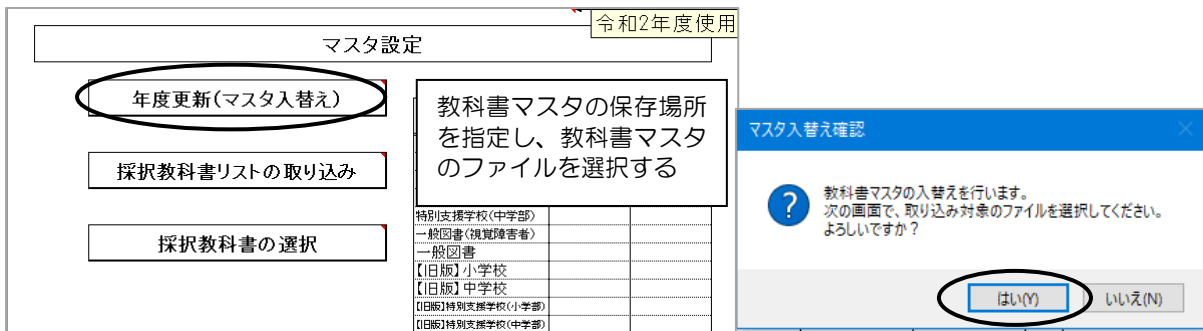 令和2年度使用
マスタ設定
年度更新(マスタ入替え)
採択教科書リストの取り込み
採択教科書の選択
教科書マスタの保存場所
を指定し、教科書マスタ
のファイルを選択する
特別支援学校(中学部)
一般図書(視覚障害者)
一般図書
【旧版】小学校
【旧版】中学校
【旧版】特別支援学校(小学部)
【旧版】特別支援学校(中学部)
マスタ入替え確認
教科書マスタの入替えを行います。
次の画面で、取り込み対象のファイルを選択してください。
よろしいですか?
はい(Y)
いいえ(N)